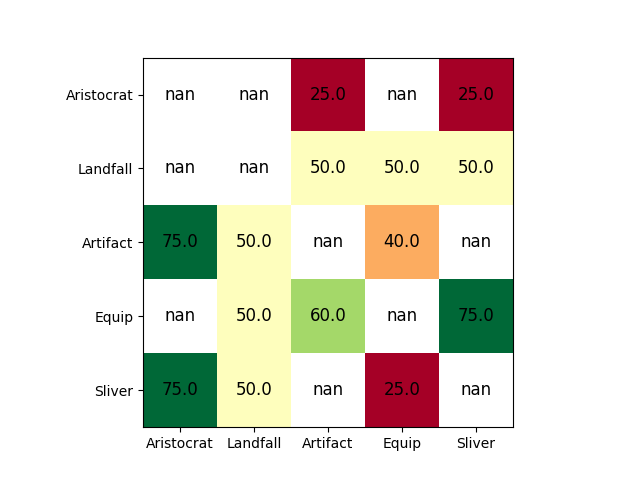 Aristocrat nan nan 25.0 nan 25.0
Landfall nan nan 50.0 50.0 50.0
Artifact 75.0 50.0 nan 40.0 nan
Equip nan 50.0 60.0 nan 75.0
Sliver 75.0 50.0 nan 25.0 nan
Aristocrat Landfall Artifact Equip Sliver